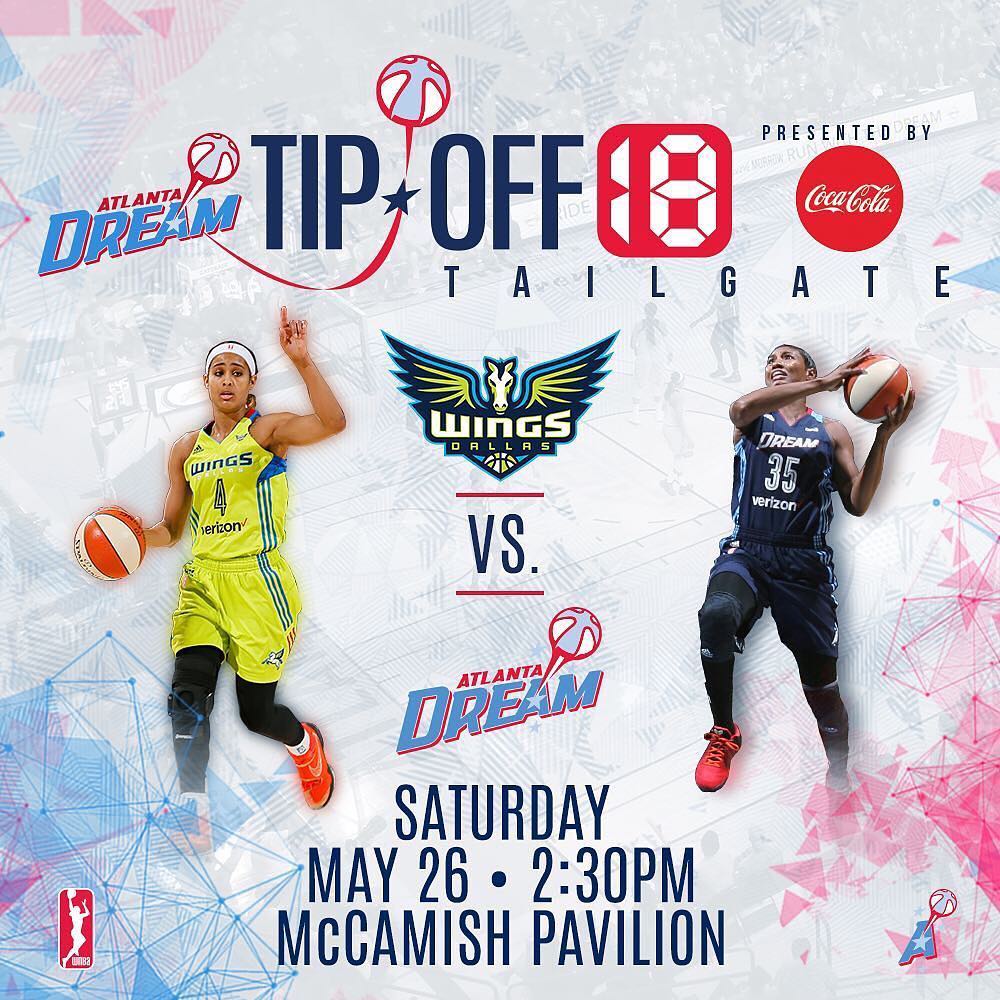 ATLANTA
DREAM
TIP OFF 18
PRESENTED BY
Coca-Cola
TAILGATE
WINGS
DALLAS
WINGS
DALLAS
4
verizon
DREAM
35
verizon
VS.
ATLANTA
DREAM
SATURDAY
MAY 26 • 2:30PM
McCAMISH PAVILION
WNBA
A